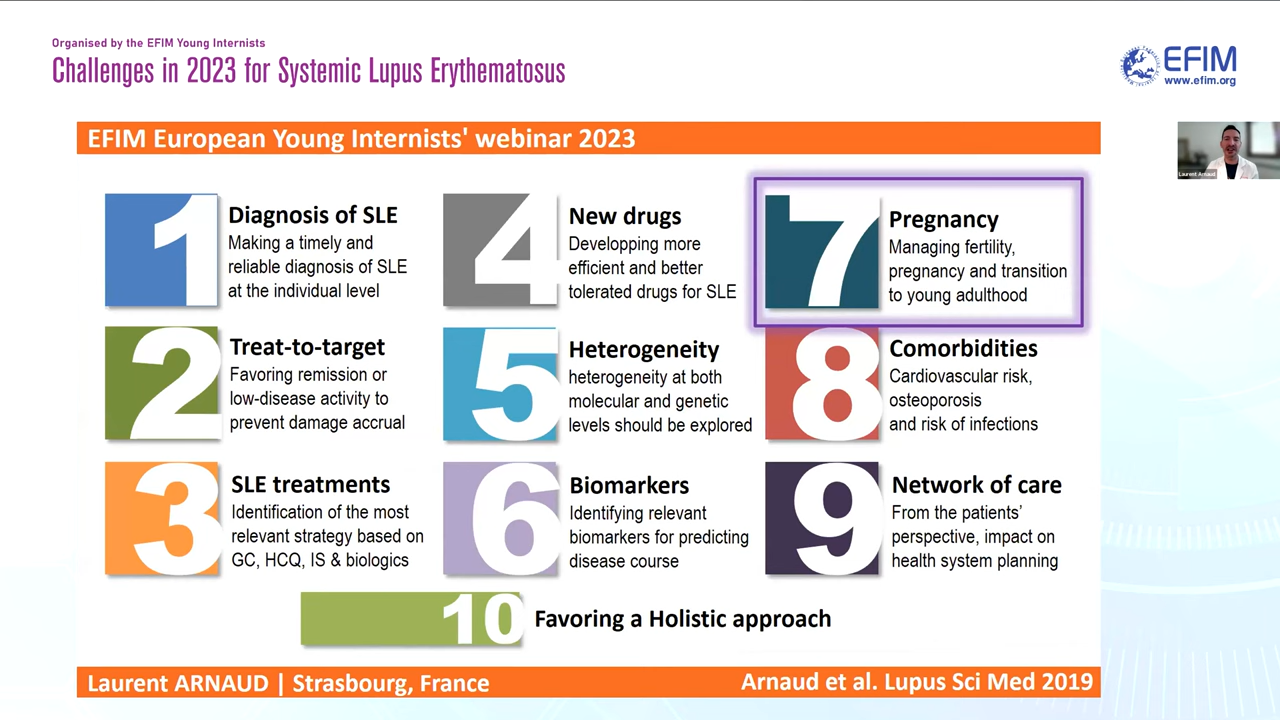 Organised by the EFIM Young Internists
Challenges in 2023 for Systemic Lupus Erythematosus
EFIM
www.efim.org
EFIM European Young Internists' webinar 2023
Laurent Arnaud
1
Diagnosis of SLE
Making a timely and
reliable diagnosis of SLE
at the individual level
2
Treat-to-target
Favoring remission or
low-disease activity to
prevent damage accrual
3
SLE treatments
Identification of the most
relevant strategy based on
GC, HCQ, IS & biologics
4
New drugs
Developping more
efficient and better
tolerated drugs for SLE
5
Heterogeneity
heterogeneity at both
molecular and genetic
levels should be explored
6
Biomarkers
Identifying relevant
biomarkers for predicting
disease course
7
Pregnancy
Managing fertility,
pregnancy and transition
to young adulthood
8
Comorbidities
Cardiovascular risk,
osteoporosis
and risk of infections
9
Network of care
From the patients’
perspective, impact on
health system planning
10
Favoring a Holistic approach
Laurent ARNAUD | Strasbourg, France
Arnaud et al. Lupus Sci Med 2019